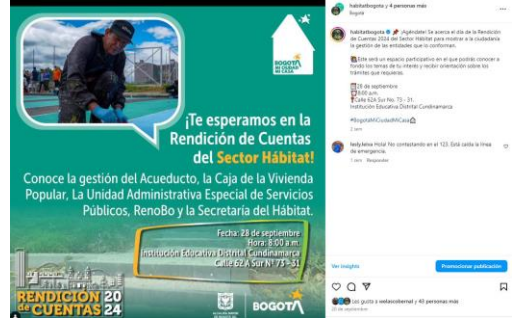 BOGOTÁ
MI CIUDAD
MI CASA
¡Te esperamos en la
Rendición de Cuentas
del Sector Hábitat!
Conoce la gestión del Acueducto, la Caja de la Vivienda
Popular, La Unidad Administrativa Especial de Servicios
Públicos, RenoBo y la Secretaría del Hábitat.
Fecha: 28 de septiembre
Hora: 8:00 a.m.
Institución Educativa Distrital Cundinamarca
Calle 62 A Sur N° 73 - 31
RENDICIÓN 20
de CUENTAS 24
BOGOTÁ
habitatbogota y 4 personas más
Bogotá
habitatbogota 📌 ¡Agéndate! Se acerca el día de la Rendición
de Cuentas 2024 del Sector Hábitat para mostrar a la ciudadanía
la gestión de las entidades que lo conforman.
Este será un espacio participativo en el que podrás conocer a
fondo los temas de tu interés y recibir orientación sobre los
trámites que requieras.
28 de septiembre
8:00 a.m.
Calle 62A Sur No. 73 - 31.
Institución Educativa Distrital Cundinamarca
#BogotáMiCiudadMiCasa
2 sem
Hola! No contestando en el 123. Está caída la línea
de emergencia.
1 sem Responder
Ver insights
Promocionar publicación
Les gusta a velascobernal y 40 personas más